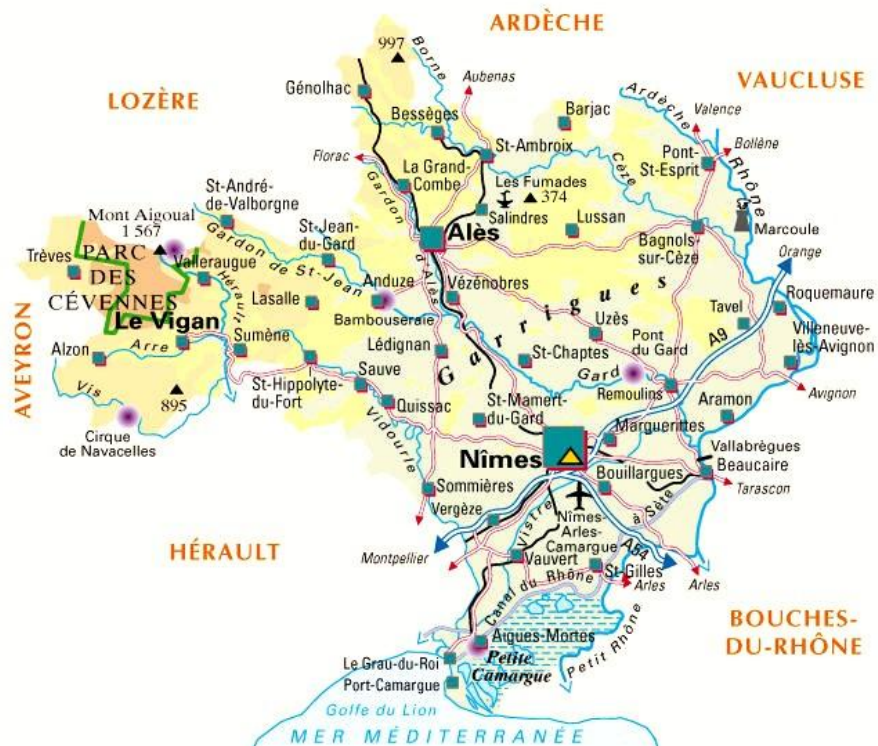 ARDÈCHE
997
Borne
Aubenas
VAUCLUSE
LOZÈRE
Génolhac
Ardèche
Barjac
Valence
Bessèges
Bollène
St-Ambroix
Florac
Pont-
St-Esprit
Rhône
La Grand-
Combe
Cèze
Gardon
Les Fumades
374
St-André-
de-Valborgne
Salindres
Lussan
Mont Aigoual
1 567
St-Jean-
du-Gard
Alès
Marcoule
Bagnols-
sur-Cèze
Orange
Trèves
PARC
DES
CÉVENNES
Valleraugue
Gardon de St-Jean
d'Alès
Anduze
Vézénobres
Hérault
Lasalle
Bambouseraie
Garrigues
Tavel
Roquemaure
Le Vigan
Uzès
A9
Pont
du Gard
Villeneuve-
lès-Avignon
AVEYRON
Alzon
Arre
Sumène
Lédignan
St-Chaptes
Gard
St-Hippolyte-
du-Fort
Sauve
Remoulins
Avignon
Vis
895
Quissac
St-Mamert-
du-Gard
Aramon
Cirque
de Navacelles
Vidourle
Marguerittes
Vallabrègues
Nîmes
Beaucaire
Sommières
Bouillargues
Tarascon
Vergèze
Vistre
Nîmes-
Arles-
Camargue
à Sète
HÉRAULT
Montpellier
A54
Vauvert
St-Gilles
Arles
Arles
Canal du Rhône
BOUCHES-
DU-RHÔNE
Petit Rhône
Aigues-Mortes
Le Grau-du-Roi
Petite
Camargue
Port-Camargue
Golfe du Lion
MER MÉDITERRANÉE